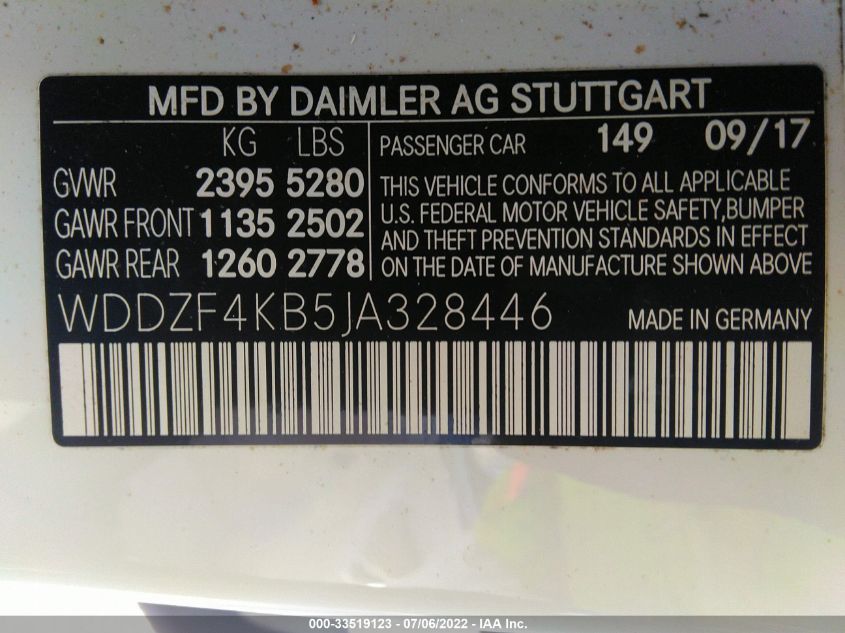 MFD BY DAIMLER AG STUTTGART
KG LBS
GVWR 2395 5280
GAWR FRONT 1135 2502
GAWR REAR 1260 2778
PASSENGER CAR 149 09/17
THIS VEHICLE CONFORMS TO ALL APPLICABLE
U.S. FEDERAL MOTOR VEHICLE SAFETY,BUMPER
AND THEFT PREVENTION STANDARDS IN EFFECT
ON THE DATE OF MANUFACTURE SHOWN ABOVE
WDDZF4KB5JA328446 MADE IN GERMANY
000-33519123 - 07/06/2022 - IAA Inc.